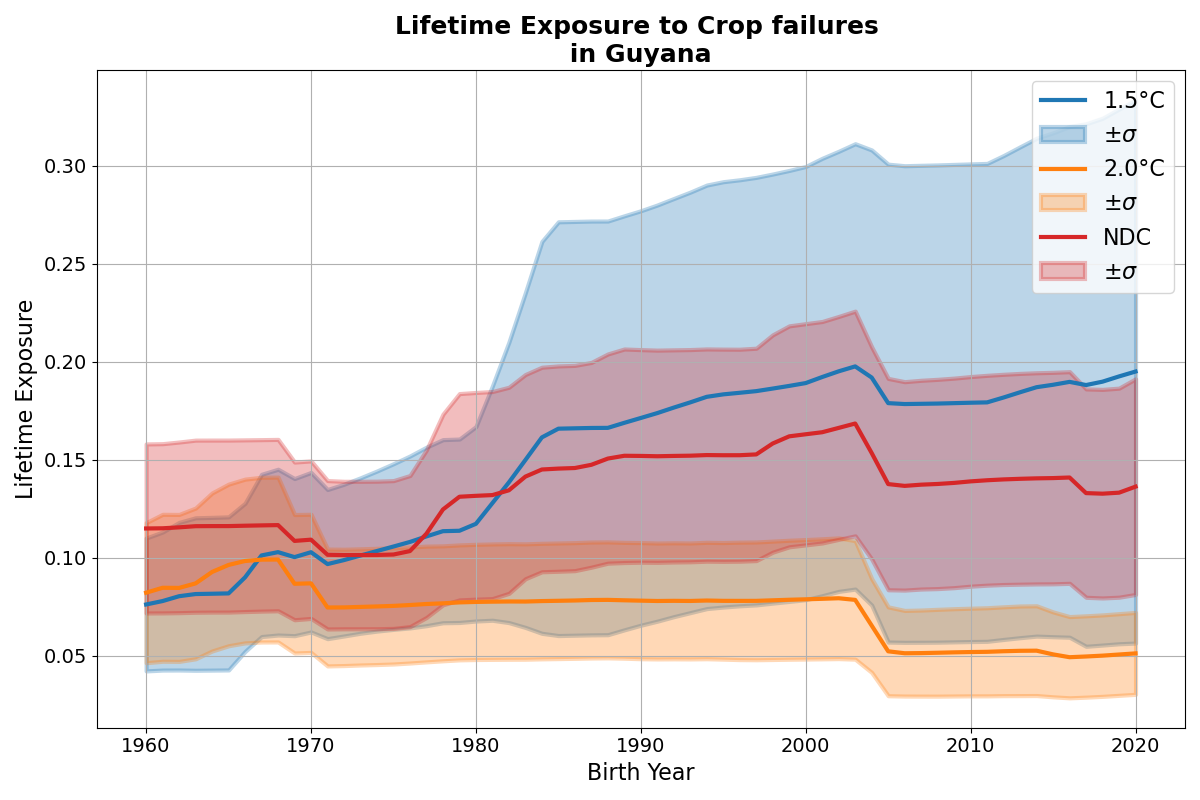 Lifetime Exposure to Crop failures
in Guyana
1.5°C
±σ
2.0°C
±σ
NDC
±σ
Lifetime Exposure
0.30
0.25
0.20
0.15
0.10
0.05
1960 1970 1980 1990 2000 2010 2020
Birth Year